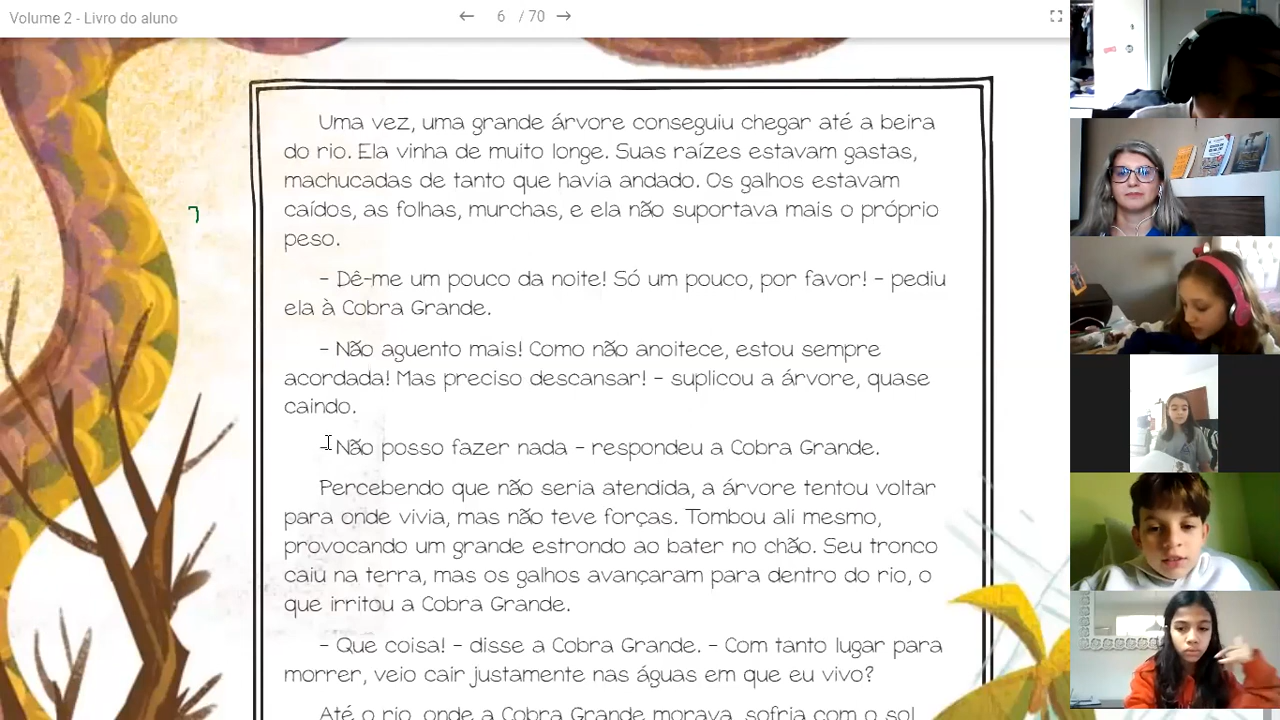 Volume 2 - Livro do aluno
6 / 70
Uma vez, uma grande árvore conseguiu chegar até a beira
do rio. Ela vinha de muito longe. Suas raízes estavam gastas,
machucadas do tanto que havia andado. Os galhos estavam
caídos, as folhas, murchas, e ela não suportava mais o próprio
peso.
– Dê-me um pouco da noite! Só um pouco, por favor! – pediu
ela à Cobra Grande.
– Não aguento mais! Como não anoitece, estou sempre
acordada! Mas preciso descansar! – suplicou a árvore, quase
caindo.
– Não posso fazer nada – respondeu a Cobra Grande.
Percebendo que não seria atendida, a árvore tentou voltar
para onde vivia, mas não teve forças. Tombou ali mesmo,
provocando um grande estrondo ao bater no chão. Seu tronco
caiu na terra, mas os galhos avançaram para dentro do rio, o
que irritou a Cobra Grande.
a Cobra Grande. – Com tanto lugar para
morrer, veio cair justamente nas águas em que eu vivo?
Até